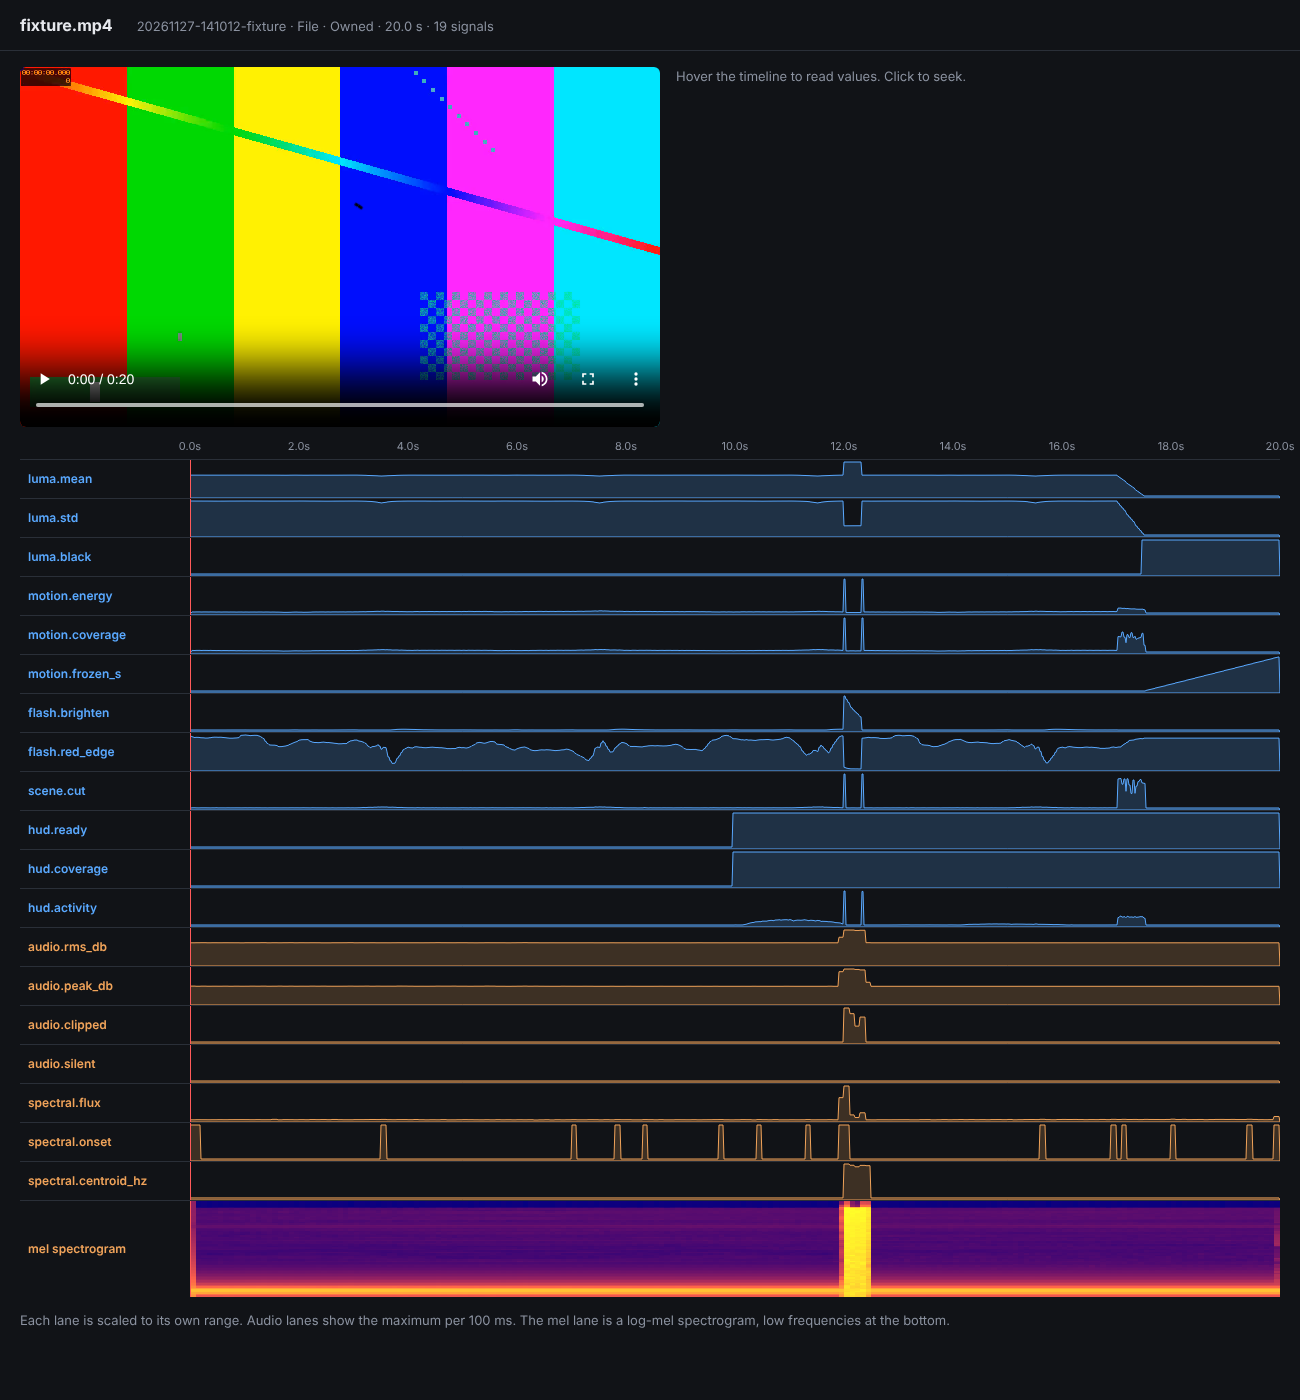 fixture.mp4 20261127-141012-fixture · File · Owned · 20.0 s · 19 signals
00:00:00.000
0
Hover the timeline to read values. Click to seek.
0:00 / 0:20
0.0s 2.0s 4.0s 6.0s 8.0s 10.0s 12.0s 14.0s 16.0s 18.0s 20.0s
luma.mean
luma.std
luma.black
motion.energy
motion.coverage
motion.frozen_s
flash.brighten
flash.red_edge
scene.cut
hud.ready
hud.coverage
hud.activity
audio.rms_db
audio.peak_db
audio.clipped
audio.silent
spectral.flux
spectral.onset
spectral.centroid_hz
mel spectrogram
Each lane is scaled to its own range. Audio lanes show the maximum per 100 ms. The mel lane is a log-mel spectrogram, low frequencies at the bottom.